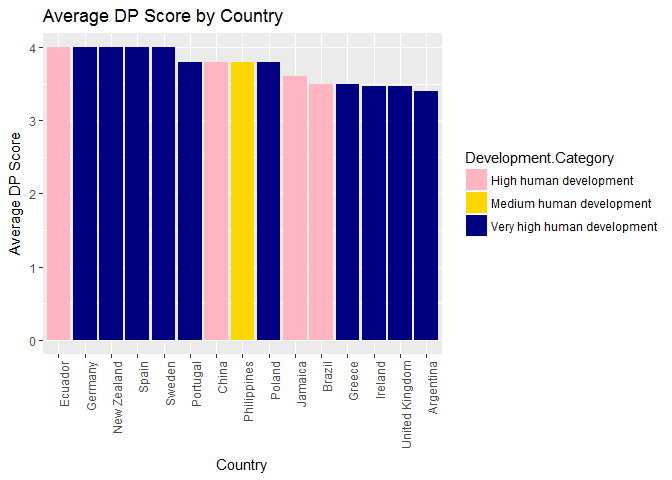 Average DP Score by Country
Average DP Score
4
3
2
1
0
Ecuador
Germany
New Zealand
Spain
Sweden
Portugal
China
Philippines
Poland
Jamaica
Brazil
Greece
Ireland
United Kingdom
Argentina
Country
Development.Category
High human development
Medium human development
Very high human development